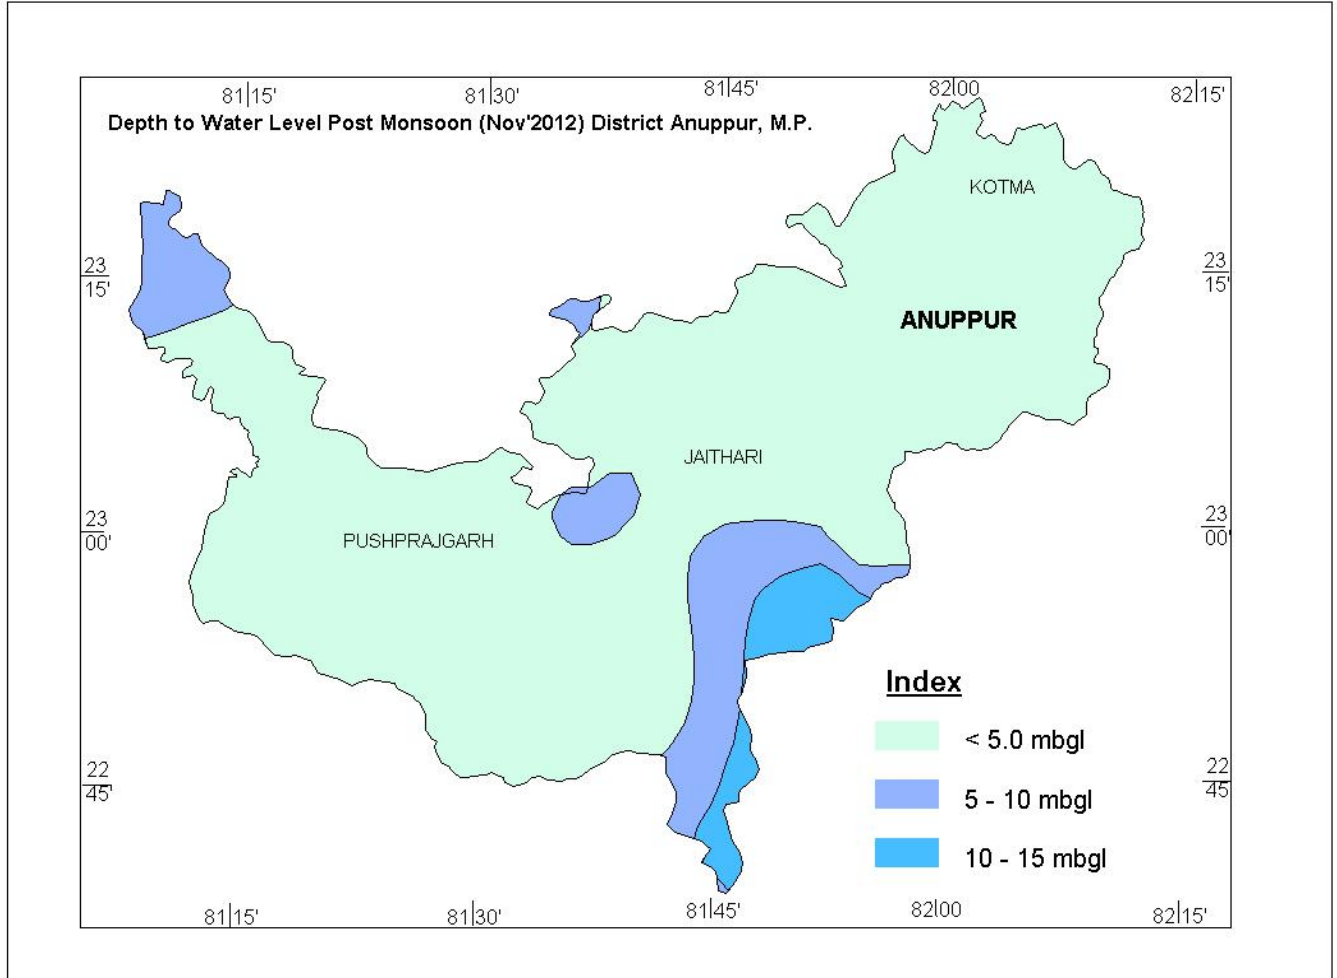 81 15' 81 30' 81 45' 82 00 82 15'
Depth to Water Level Post Monsoon (Nov'2012) District Anuppur, M.P.
KOTMA
23 23
15' 15'
ANUPPUR
JAITHARI
23 23
00' 00'
PUSHPRAJGARH
Index
< 5.0 mbgl
22 22
45' 45
5 - 10 mbgl
10 - 15 mbgl
81 15' 81 30' 81 45' 82 00 82 15'